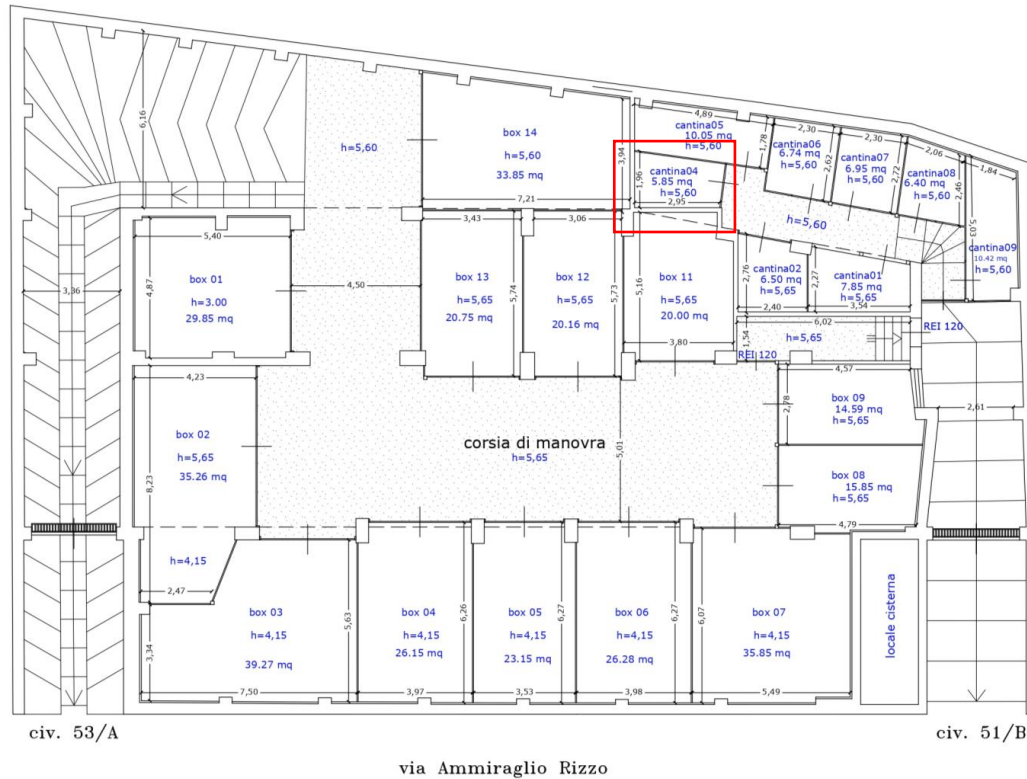 6,16
h=5,60
box 14
h=5,60
33.85 mq
7,21
3,94
4,89
cantina05
10.05 mq
h=5,60
1,78
cantina04
5.85 mq
h=5,60
1,96
2,95
2,30
cantina06
6.74 mq
h=5,60
2,62
2,30
cantina07
6.95 mq
h=5,60
2,72
2,06
cantina08
6.40 mq
h=5,60
2,46
1,84
5,03
cantina09
10.42 mq
h=5,60
h=5,60
5,40
4,87
box 01
h=3.00
29.85 mq
3,36
4,50
3,43
box 13
h=5,65
20.75 mq
5,74
3,06
box 12
h=5,65
20.16 mq
5,73
5,16
box 11
h=5,65
20.00 mq
3,80
2,76
cantina02
6.50 mq
h=5,65
2,40
2,27
cantina01
7.85 mq
h=5,65
3,54
6,02
h=5,65
1,54
REI 120
REI 120
4,23
box 02
h=5,65
35.26 mq
8,23
corsia di manovra
h=5,65
5,01
4,57
2,78
box 09
14.59 mq
h=5,65
2,61
box 08
15.85 mq
h=5,65
4,79
h=4,15
2,47
3,34
box 03
h=4,15
39.27 mq
5,63
7,50
box 04
h=4,15
26.15 mq
6,26
3,97
box 05
h=4,15
23.15 mq
6,27
3,53
box 06
h=4,15
26.28 mq
6,27
3,98
6,07
box 07
h=4,15
35.85 mq
5,49
locale cisterna
civ. 53/A
civ. 51/B
via Ammiraglio Rizzo